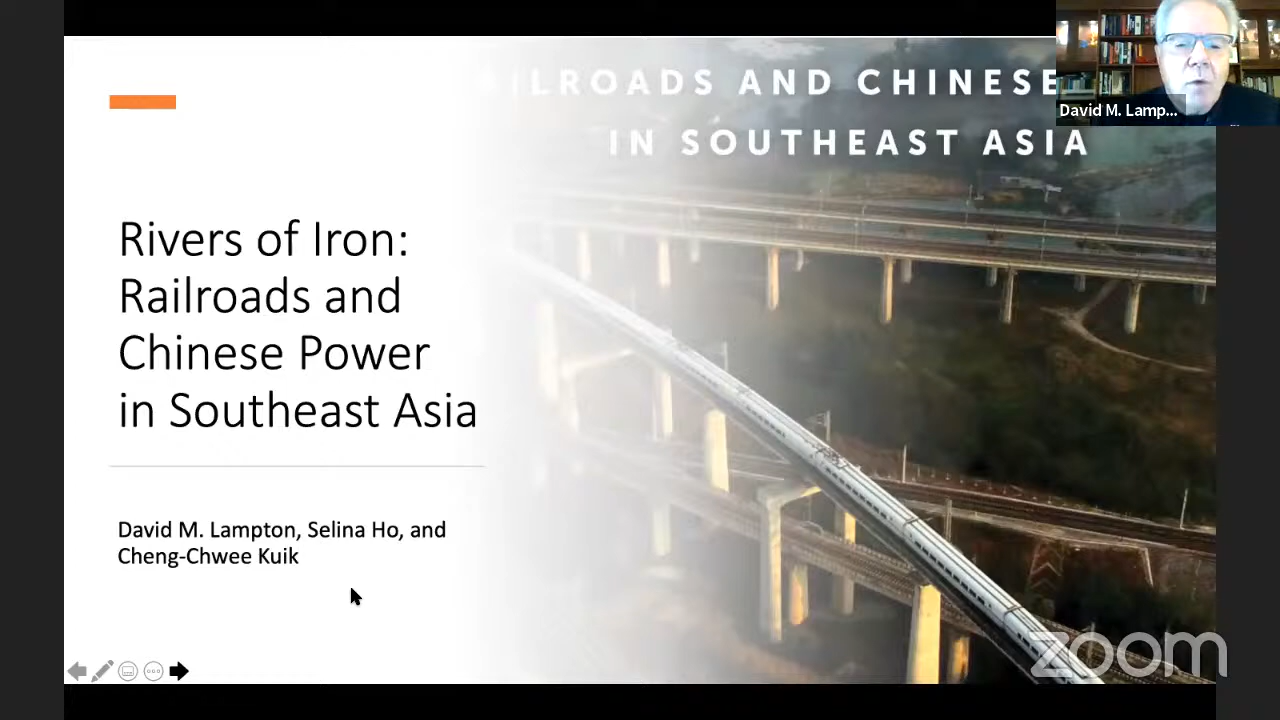 ILROADS AND CHINESE
IN SOUTHEAST ASIA
David M. Lamp...
Rivers of Iron:
Railroads and
Chinese Power
in Southeast Asia
David M. Lampton, Selina Ho, and
Cheng-Chwee Kuik
zoom